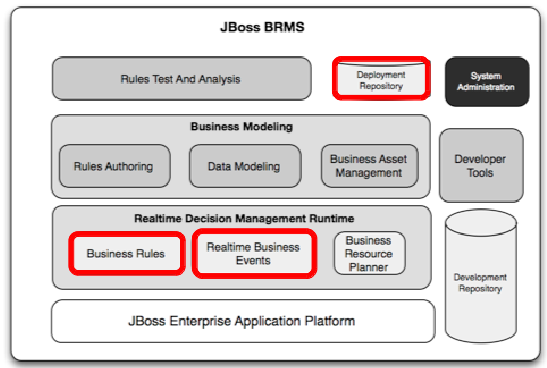 JBoss BRMS
Rules Test And Analysis
Deployment
Repository
System
Administration
Business Modeling
Rules Authoring
Data Modeling
Business Asset
Management
Developer
Tools
Realtime Decision Management Runtime
Business Rules
Realtime Business
Events
Business
Resource
Planner
Development
Repository
JBoss Enterprise Application Platform